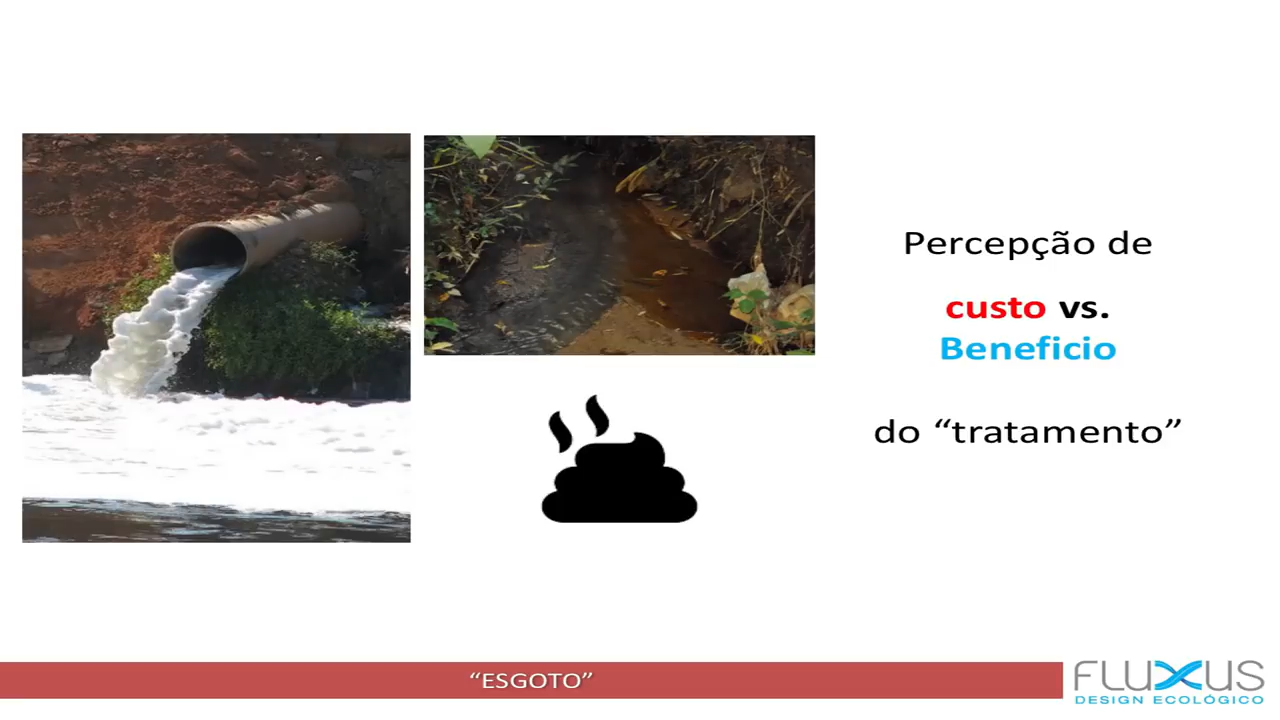 Percepção de
custo vs.
Beneficio
do “tratamento”
“ESGOTO”
FLUXUS
DESIGN ECOLÓGICO